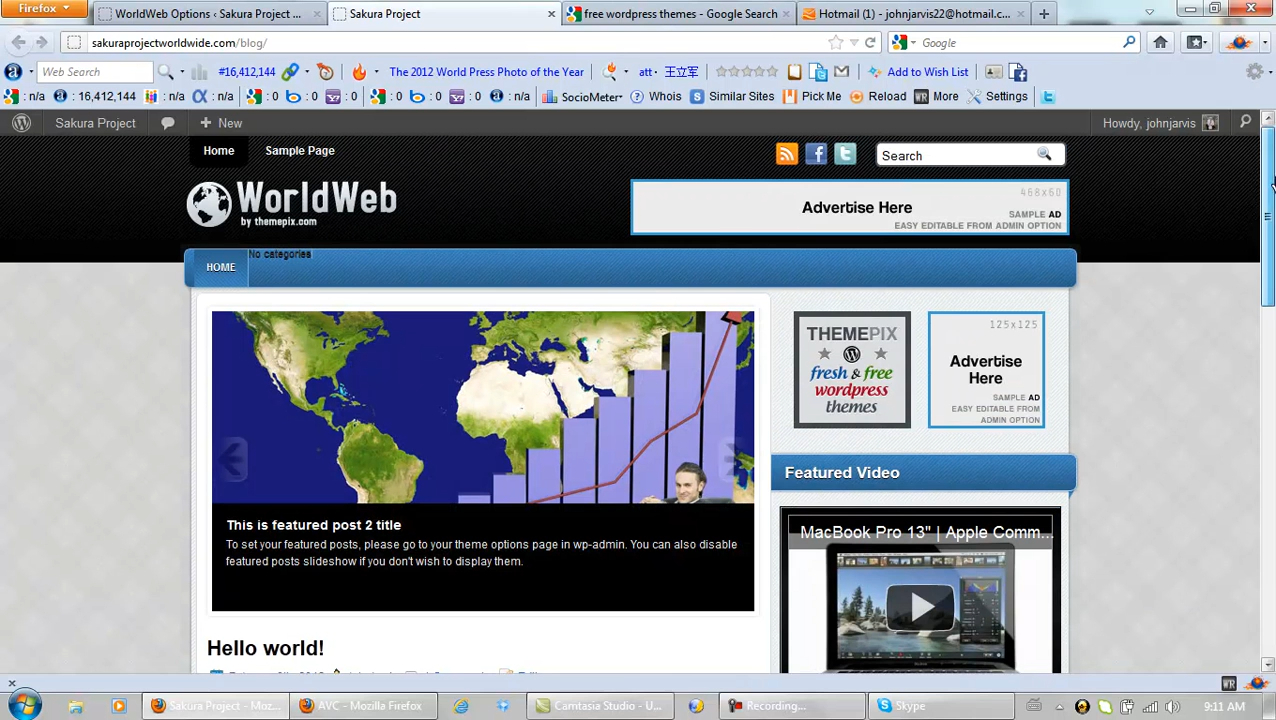 Firefox
WorldWeb Options ‹ Sakura Project ...
Sakura Project
free wordpress themes - Google Search
Hotmail (1) - johnjarvis22@hotmail.c...
sakuraprojectworldwide.com/blog/
Google
Web Search
#16,412,144
The 2012 World Press Photo of the Year
att
王立军
Add to Wish List
: n/a
: 16,412,144
: n/a
: n/a
: 0
: 0
: 0
: 0
: 0
: 0
: n/a
SocioMeter
Whois
Similar Sites
Pick Me
Reload
More
Settings
Sakura Project
New
Howdy, johnjarvis
Home
Sample Page
Search
WorldWeb
by themepix.com
468x60
Advertise Here
SAMPLE AD
EASY EDITABLE FROM ADMIN OPTION
HOME
No categories
THEMEPIX
fresh & free
wordpress
themes
125x125
Advertise
Here
SAMPLE AD
EASY EDITABLE FROM
ADMIN OPTION
This is featured post 2 title
To set your featured posts, please go to your theme options page in wp-admin. You can also disable
featured posts slideshow if you don't wish to display them.
Featured Video
MacBook Pro 13" | Apple Comm...
Hello world!
Sakura Project - Moz...
AVC - Mozilla Firefox
Camtasia Studio - U...
Recording...
Skype
9:11 AM